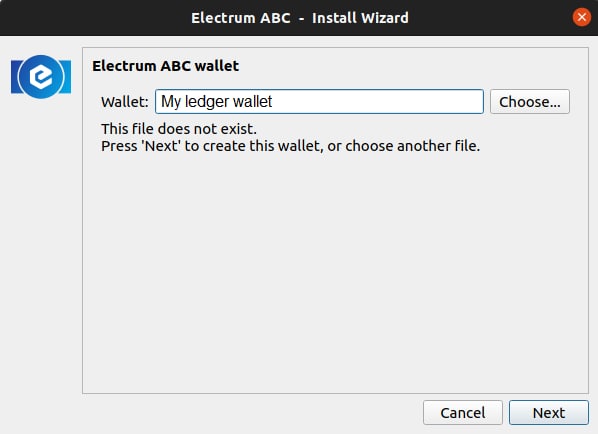 Electrum ABC - Install Wizard
Electrum ABC wallet
Wallet: My ledger wallet Choose...
This file does not exist.
Press 'Next' to create this wallet, or choose another file.
Cancel Next